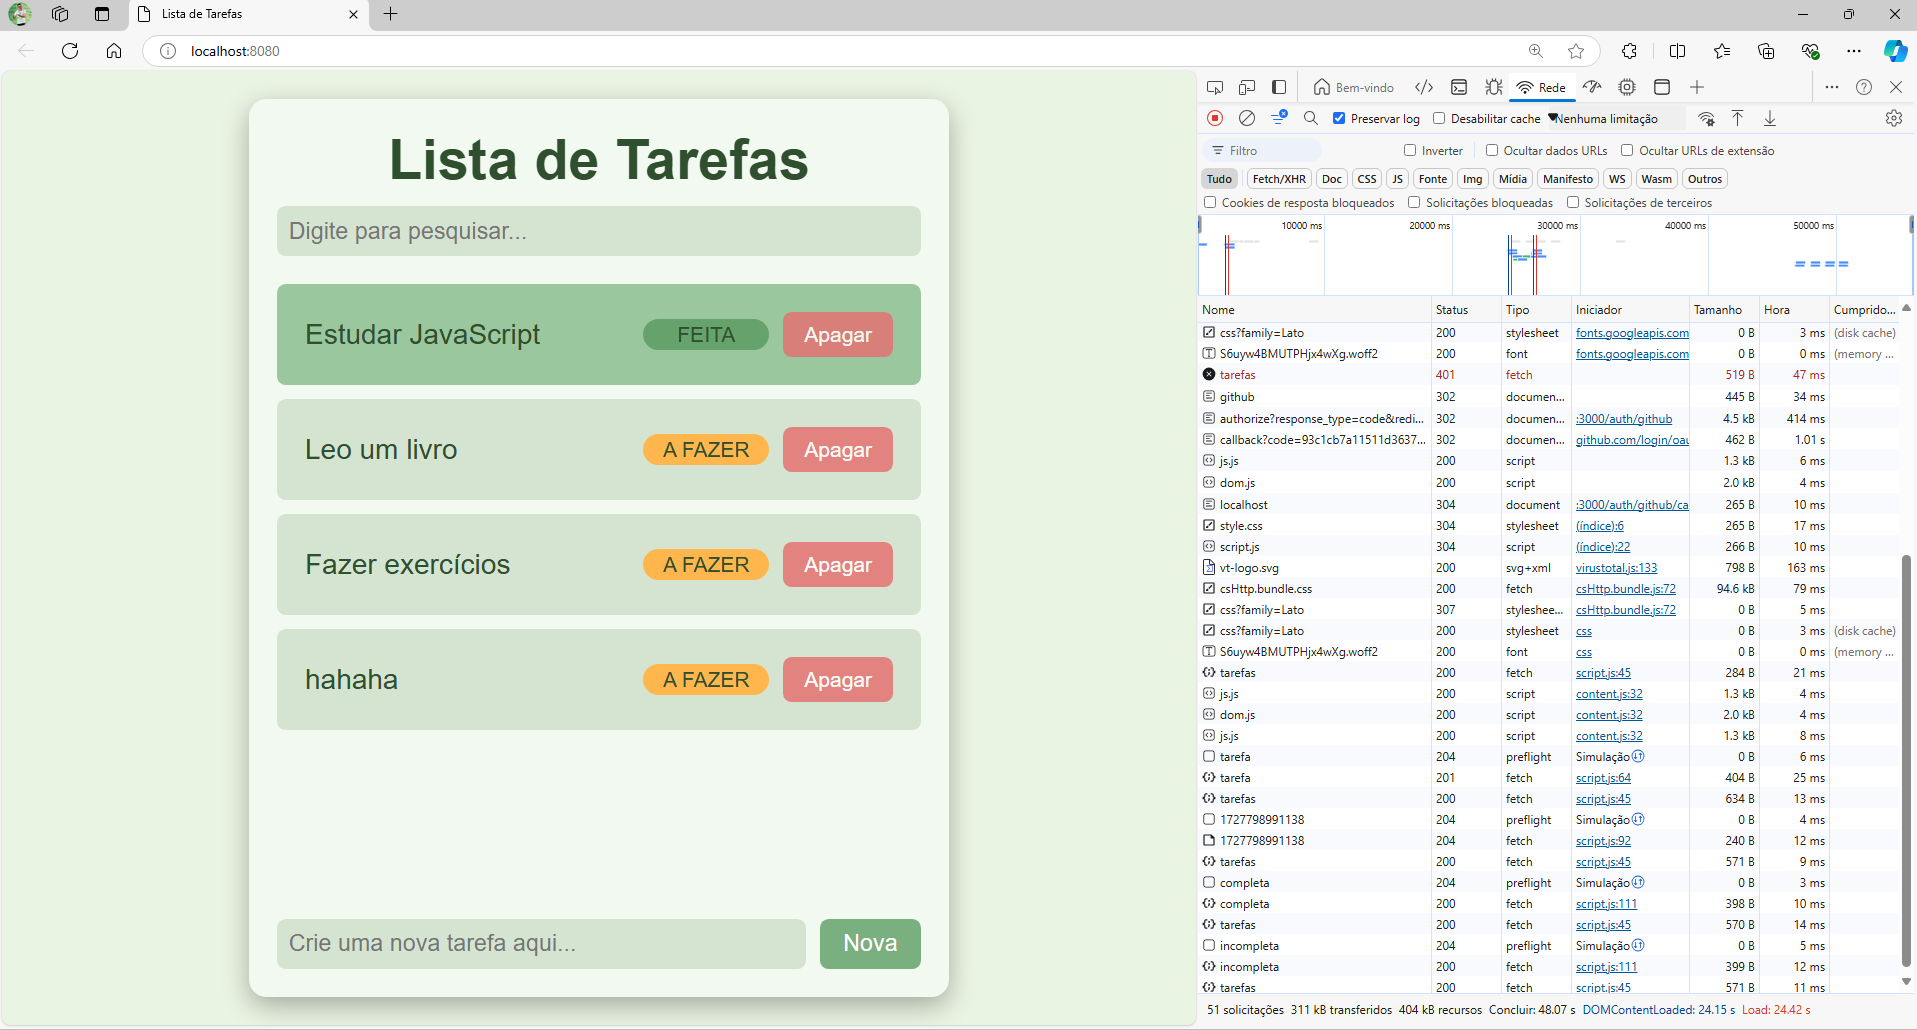 Lista de Tarefas
localhost:8080
Lista de Tarefas
Digite para pesquisar...
Estudar JavaScript FEITA Apagar
Leo um livro A FAZER Apagar
Fazer exercícios A FAZER Apagar
hahaha A FAZER Apagar
Crie uma nova tarefa aqui... Nova
Bem-vindo Rede
Preservar log Desabilitar cache Nenhuma limitação
Filtro Inverter Ocultar dados URLs Ocultar URLs de extensão
Tudo Fetch/XHR Doc CSS JS Fonte Img Mídia Manifesto WS Wasm Outros
Cookies de resposta bloqueados Solicitações bloqueadas Solicitações de terceiros
10000 ms 20000 ms 30000 ms 40000 ms 50000 ms
Nome Status Tipo Iniciador Tamanho Hora Cumprido...
css?family=Lato 200 stylesheet fonts.googleapis.com 0 B 3 ms (disk cache)
S6uyw4BMUTPHjx4wXg.woff2 200 font fonts.googleapis.com 0 B 0 ms (memory ...
tarefas 401 fetch 519 B 47 ms
github 302 documen... 445 B 34 ms
authorize?response_type=code&redi... 302 documen... :3000/auth/github 4.5 kB 414 ms
callback?code=93c1cb7a11511d3637... 302 documen... github.com/login/oau 462 B 1.01 s
js.js 200 script 1.3 kB 6 ms
dom.js 200 script 2.0 kB 4 ms
localhost 304 document :3000/auth/github/ca 265 B 10 ms
style.css 304 stylesheet (índice):6 265 B 17 ms
script.js 304 script (índice):22 266 B 10 ms
vt-logo.svg 200 svg+xml virustotal.js:133 798 B 163 ms
csHttp.bundle.css 200 fetch csHttp.bundle.js:72 94.6 kB 79 ms
css?family=Lato 307 styleshee... csHttp.bundle.js:72 0 B 5 ms
css?family=Lato 200 stylesheet css 0 B 3 ms (disk cache)
S6uyw4BMUTPHjx4wXg.woff2 200 font css 0 B 0 ms (memory ...
tarefas 200 fetch script.js:45 284 B 21 ms
js.js 200 script content.js:32 1.3 kB 4 ms
dom.js 200 script content.js:32 2.0 kB 4 ms
js.js 200 script content.js:32 1.3 kB 8 ms
tarefa 204 preflight Simulação 0 B 6 ms
tarefa 201 fetch script.js:64 404 B 25 ms
tarefas 200 fetch script.js:45 634 B 13 ms
1727798991138 204 preflight Simulação 0 B 4 ms
1727798991138 204 fetch script.js:92 240 B 12 ms
tarefas 200 fetch script.js:45 571 B 9 ms
completa 204 preflight Simulação 0 B 3 ms
completa 200 fetch script.js:111 398 B 10 ms
tarefas 200 fetch script.js:45 570 B 14 ms
incompleta 204 preflight Simulação 0 B 5 ms
incompleta 200 fetch script.js:111 399 B 12 ms
tarefas 200 fetch script.js:45 571 B 11 ms
51 solicitações 311 kB transferidos 404 kB recursos Concluir: 48.07 s DOMContentLoaded: 24.15 s Load: 24.42 s